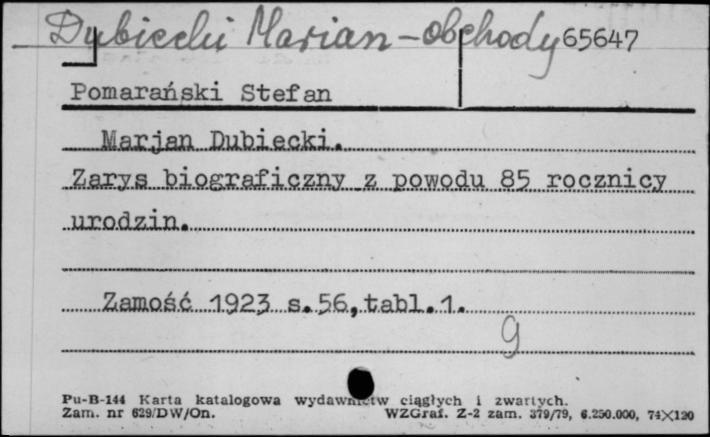 Dubiecki Marian - obchody 65647
Pomarański Stefan
Marjan Dubiecki.
Zarys biograficzny z powodu 85 rocznicy
urodzin.
Zamość 1923 s.56,tabl.1.
g
Pu-B-144 Karta katalogowa wydawnictw ciągłych i zwartych.
Zam. nr 629/DW/On. WZGraf. Z-2 zam. 379/79, 6.250.000, 74×120